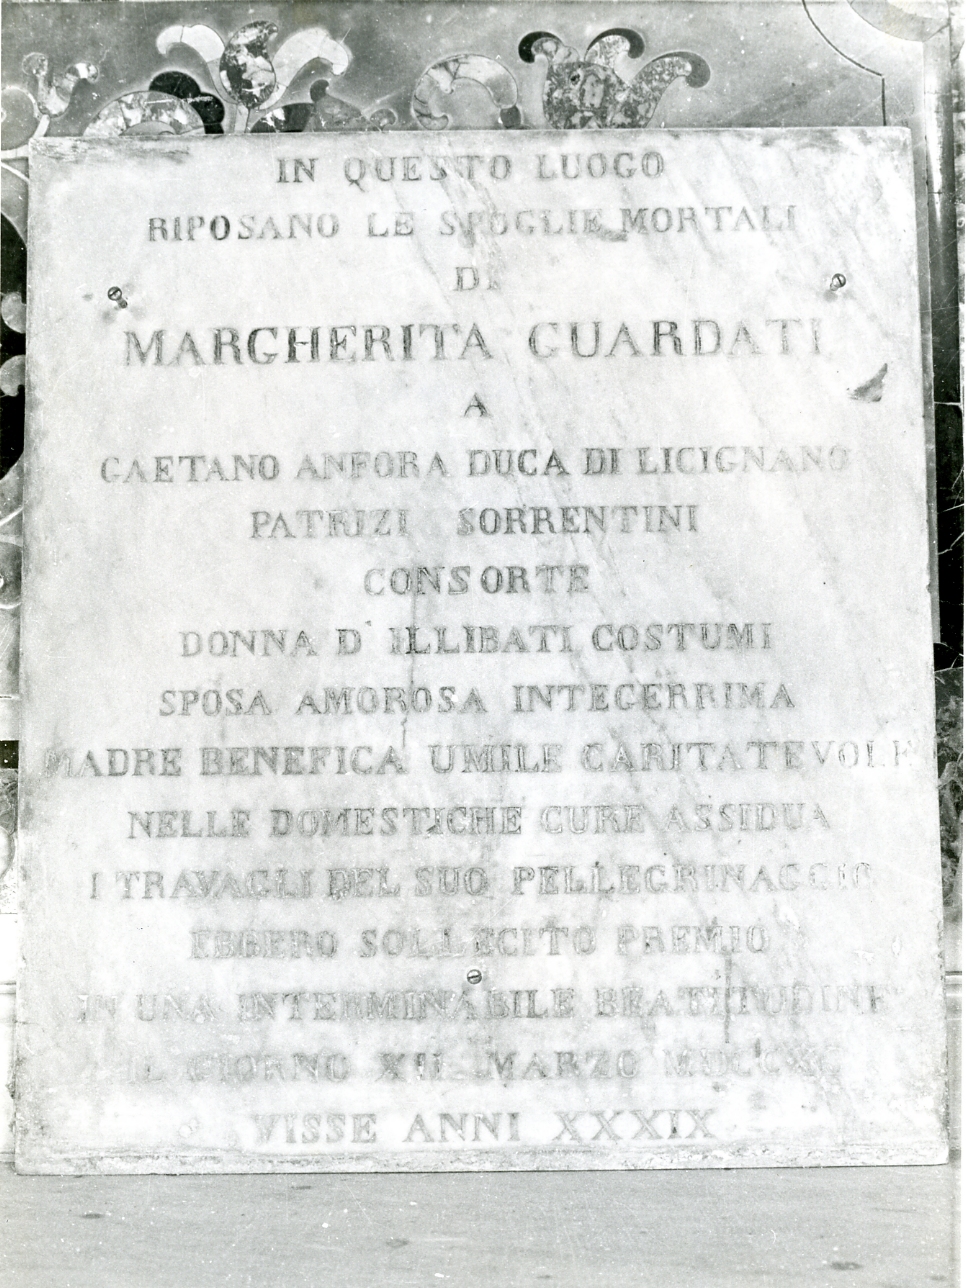 IN QUESTO LUOGO
RIPOSANO LE SPOGLIE MORTALI
DI
MARGHERITA GUARDATI
A
GAETANO ANFORA DUCA DI LICIGNANO
PATRIZI SORRENTINI
CONSORTE
DONNA D'ILLIBATI COSTUMI
SPOSA AMOROSA INTEGERRIMA
MADRE BENEFICA UMILE CARITATEVOLE
NELLE DOMESTICHE CURE ASSIDUA
I TRAVAGLI DEL SUO PELLEGRINAGGIO
EBBERO SOLLECITO PREMIO
IN UNA INTERMINABILE BEATITUDINE
IL GIORNO XII MARZO
VISSE ANNI XXXIX